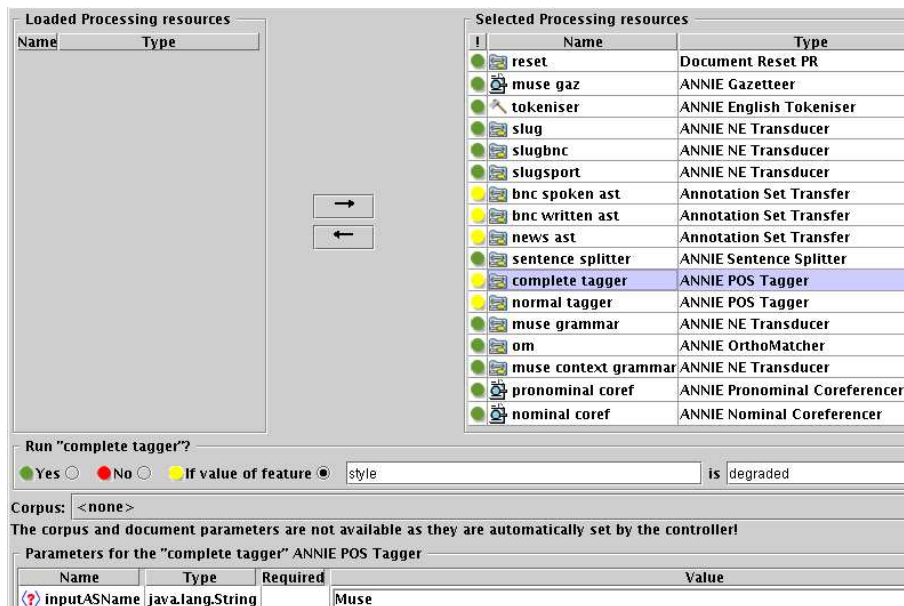 Loaded Processing resources
Name Type
Selected Processing resources
! Name Type
reset Document Reset PR
muse gaz ANNIE Gazetteer
tokeniser ANNIE English Tokeniser
slug ANNIE NE Transducer
slugbnc ANNIE NE Transducer
slugsport ANNIE NE Transducer
bnc spoken ast Annotation Set Transfer
bnc written ast Annotation Set Transfer
news ast Annotation Set Transfer
sentence splitter ANNIE Sentence Splitter
complete tagger ANNIE POS Tagger
normal tagger ANNIE POS Tagger
muse grammar ANNIE NE Transducer
om ANNIE OrthoMatcher
muse context grammar ANNIE NE Transducer
pronominal coref ANNIE Pronominal Coreferencer
nominal coref ANNIE Nominal Coreferencer
Run "complete tagger"?
Yes No If value of feature style is degraded
Corpus: <none>
The corpus and document parameters are not available as they are automatically set by the controller!
Parameters for the "complete tagger" ANNIE POS Tagger
Name Type Required Value
(?) inputASName java.lang.String Muse